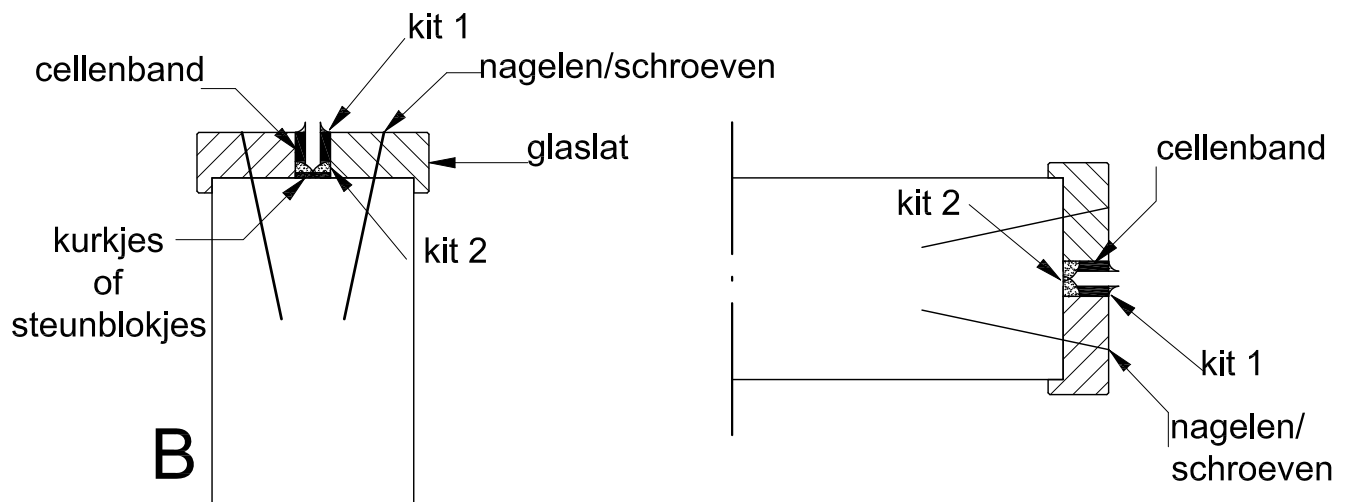 kit 1
cellenband
nagelen/schroeven
glaslat
kurkjes
of
steunblokjes
kit 2
B
cellenband
kit 2
kit 1
nagelen/
schroeven